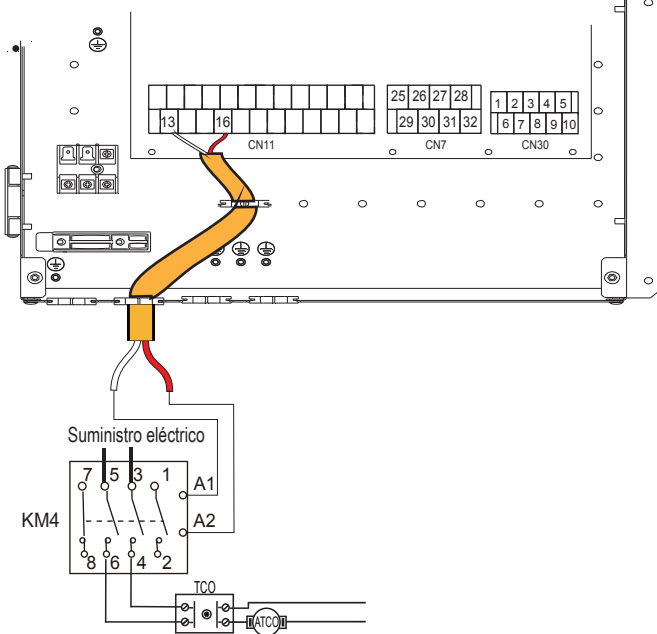 25 26 27 28
1 2 3 4 5
13 16
29 30 31 32
6 7 8 9 10
CN11 CN7 CN30
Suministro eléctrico
7 5 3 1
A1
KM4
A2
8 6 4 2
TCO
ATCO